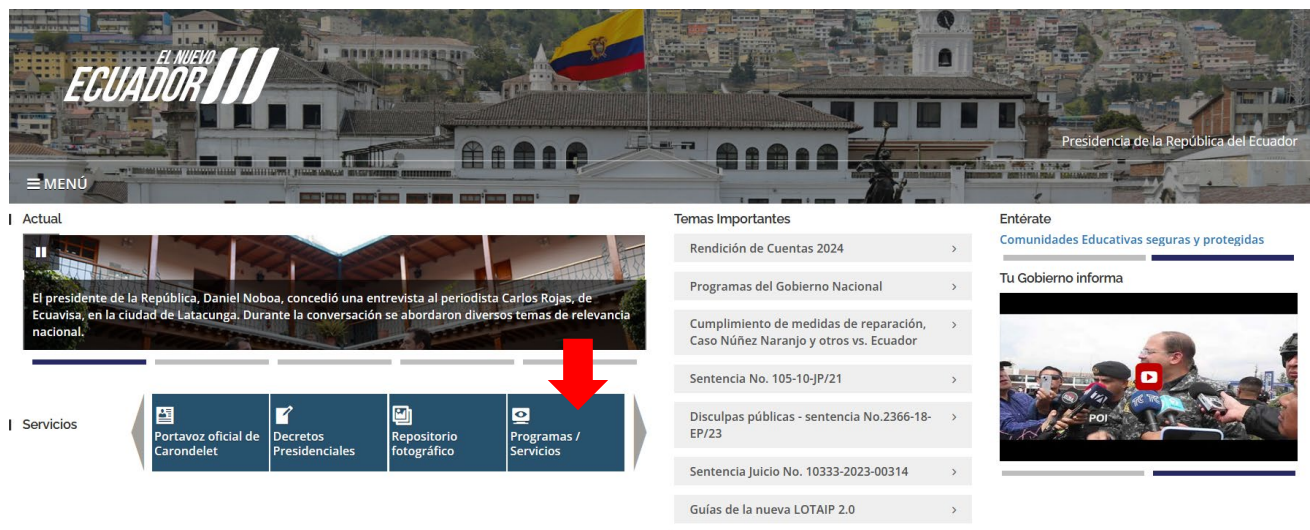 EL NUEVO
ECUADOR
Presidencia de la República del Ecuador
MENÚ
Actual
El presidente de la República, Daniel Noboa, concedió una entrevista al periodista Carlos Rojas, de
Ecuavisa, en la ciudad de Latacunga. Durante la conversación se abordaron diversos temas de relevancia
nacional.
Servicios
Portavoz oficial de
Carondelet
Decretos
Presidenciales
Repositorio
fotográfico
Programas /
Servicios
Temas Importantes
Rendición de Cuentas 2024
Programas del Gobierno Nacional
Cumplimiento de medidas de reparación,
Caso Núñez Naranjo y otros vs. Ecuador
Sentencia No. 105-10-JP/21
Disculpas públicas - sentencia No.2366-18-
EP/23
Sentencia Juicio No. 10333-2023-00314
Guías de la nueva LOTAIP 2.0
Entérate
Comunidades Educativas seguras y protegidas
Tu Gobierno informa
POI